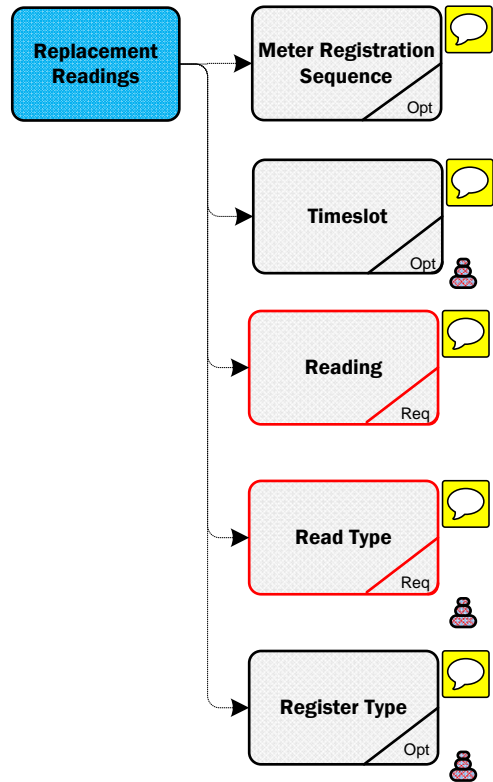 Replacement
Readings
Meter Registration
Sequence
Opt
Timeslot
Opt
Reading
Req
Read Type
Req
Register Type
Opt